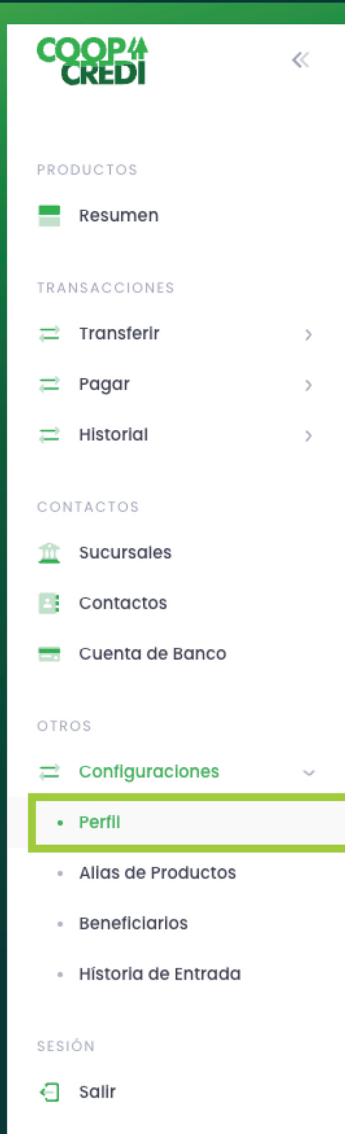 COOP
CREDI
PRODUCTOS
Resumen
TRANSACCIONES
Transferir
Pagar
Historial
CONTACTOS
Sucursales
Contactos
Cuenta de Banco
OTROS
Configuraciones
Perfil
Alias de Productos
Beneficiarios
Hístoria de Entrada
SESIÓN
Salir